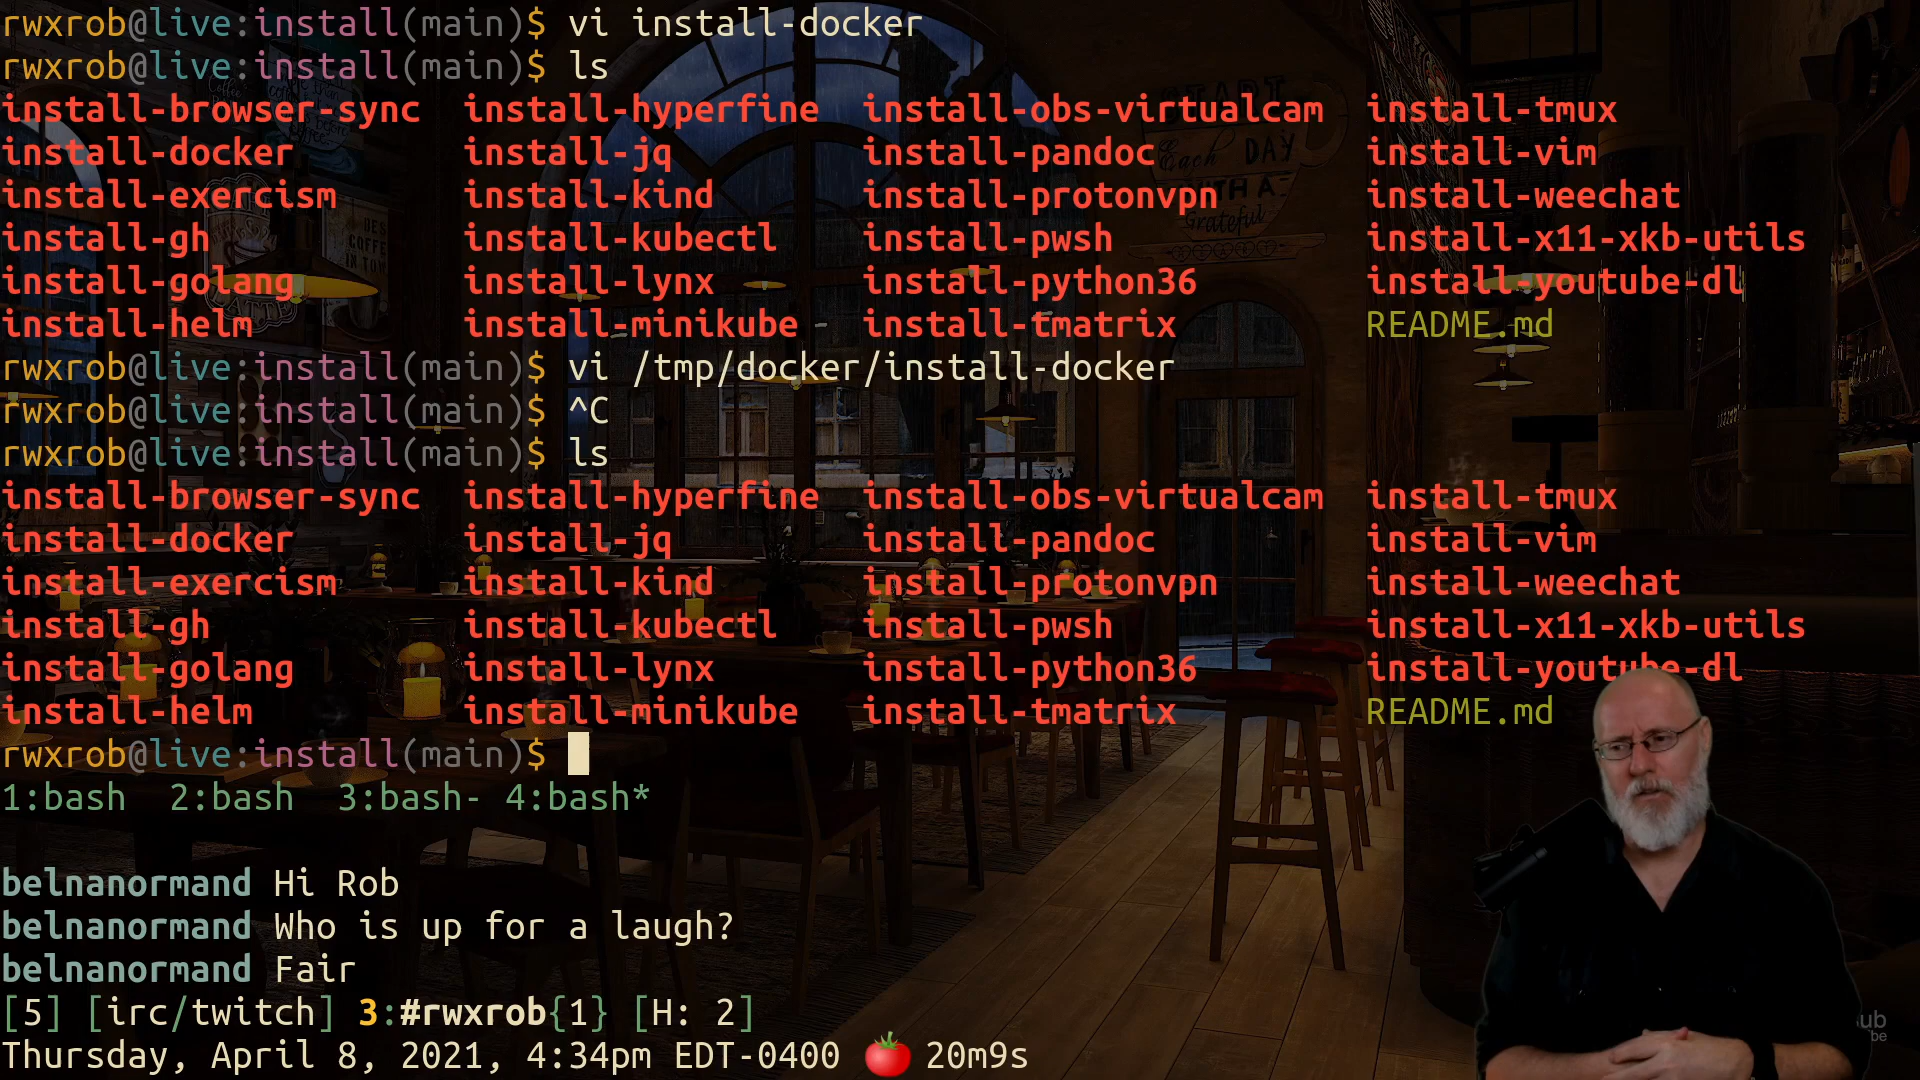 rwxrob@live:install(main)$ vi install-docker
rwxrob@live:install(main)$ ls
install-browser-sync install-hyperfine install-obs-virtualcam install-tmux
install-docker install-jq install-pandoc install-vim
install-exercism install-kind install-protonvpn install-weechat
install-gh install-kubectl install-pwsh install-x11-xkb-utils
install-golang install-lynx install-python36 install-youtube-dl
install-helm install-minikube install-tmatrix README.md
rwxrob@live:install(main)$ vi /tmp/docker/install-docker
rwxrob@live:install(main)$ ^C
rwxrob@live:install(main)$ ls
install-browser-sync install-hyperfine install-obs-virtualcam install-tmux
install-docker install-jq install-pandoc install-vim
install-exercism install-kind install-protonvpn install-weechat
install-gh install-kubectl install-pwsh install-x11-xkb-utils
install-golang install-lynx install-python36 install-youtube-dl
install-helm install-minikube install-tmatrix README.md
rwxrob@live:install(main)$
1:bash 2:bash 3:bash- 4:bash*
belnanormand Hi Rob
belnanormand Who is up for a laugh?
belnanormand Fair
[5] [irc/twitch] 3:#rwxrob{1} [H: 2]
Thursday, April 8, 2021, 4:34pm EDT-0400 🍅 20m9s
START
Each DAY
WITH A
Grateful